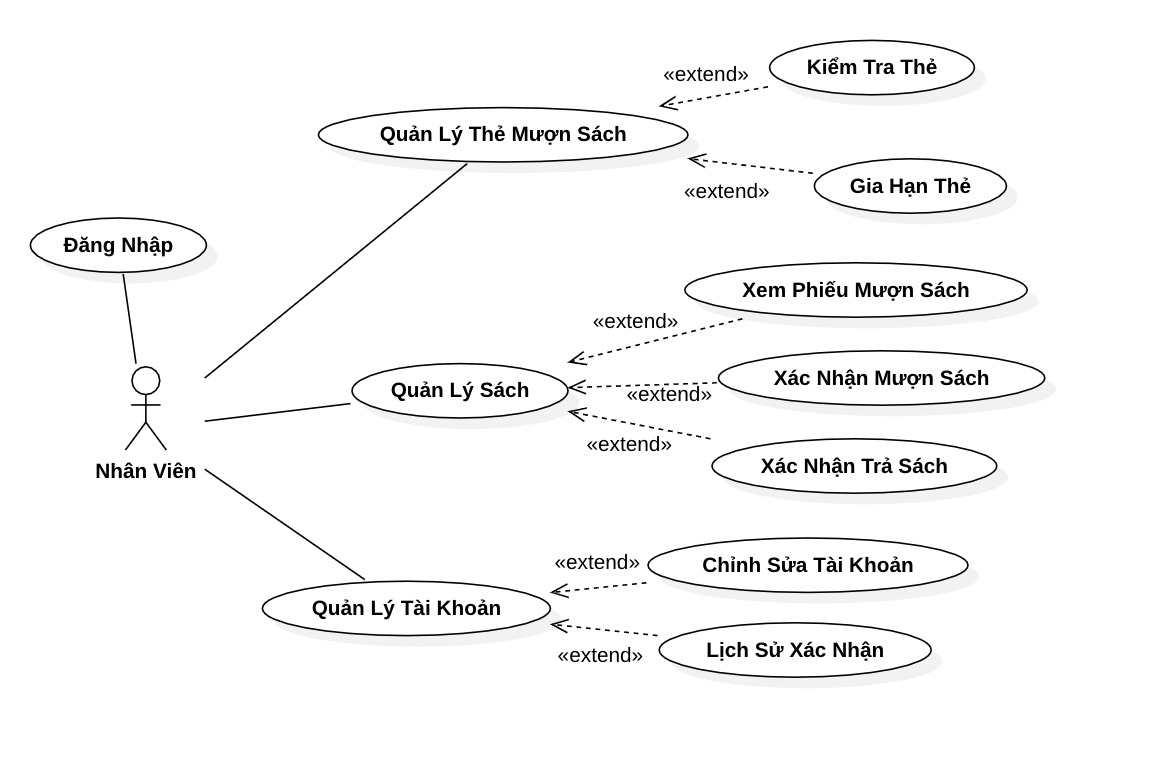 Kiểm Tra Thẻ
«extend»
Quản Lý Thẻ Mượn Sách
Gia Hạn Thẻ
«extend»
Đăng Nhập
Xem Phiếu Mượn Sách
«extend»
Xác Nhận Mượn Sách
Quản Lý Sách
«extend»
«extend»
Xác Nhận Trả Sách
Nhân Viên
«extend»
Chỉnh Sửa Tài Khoản
Quản Lý Tài Khoản
Lịch Sử Xác Nhận
«extend»